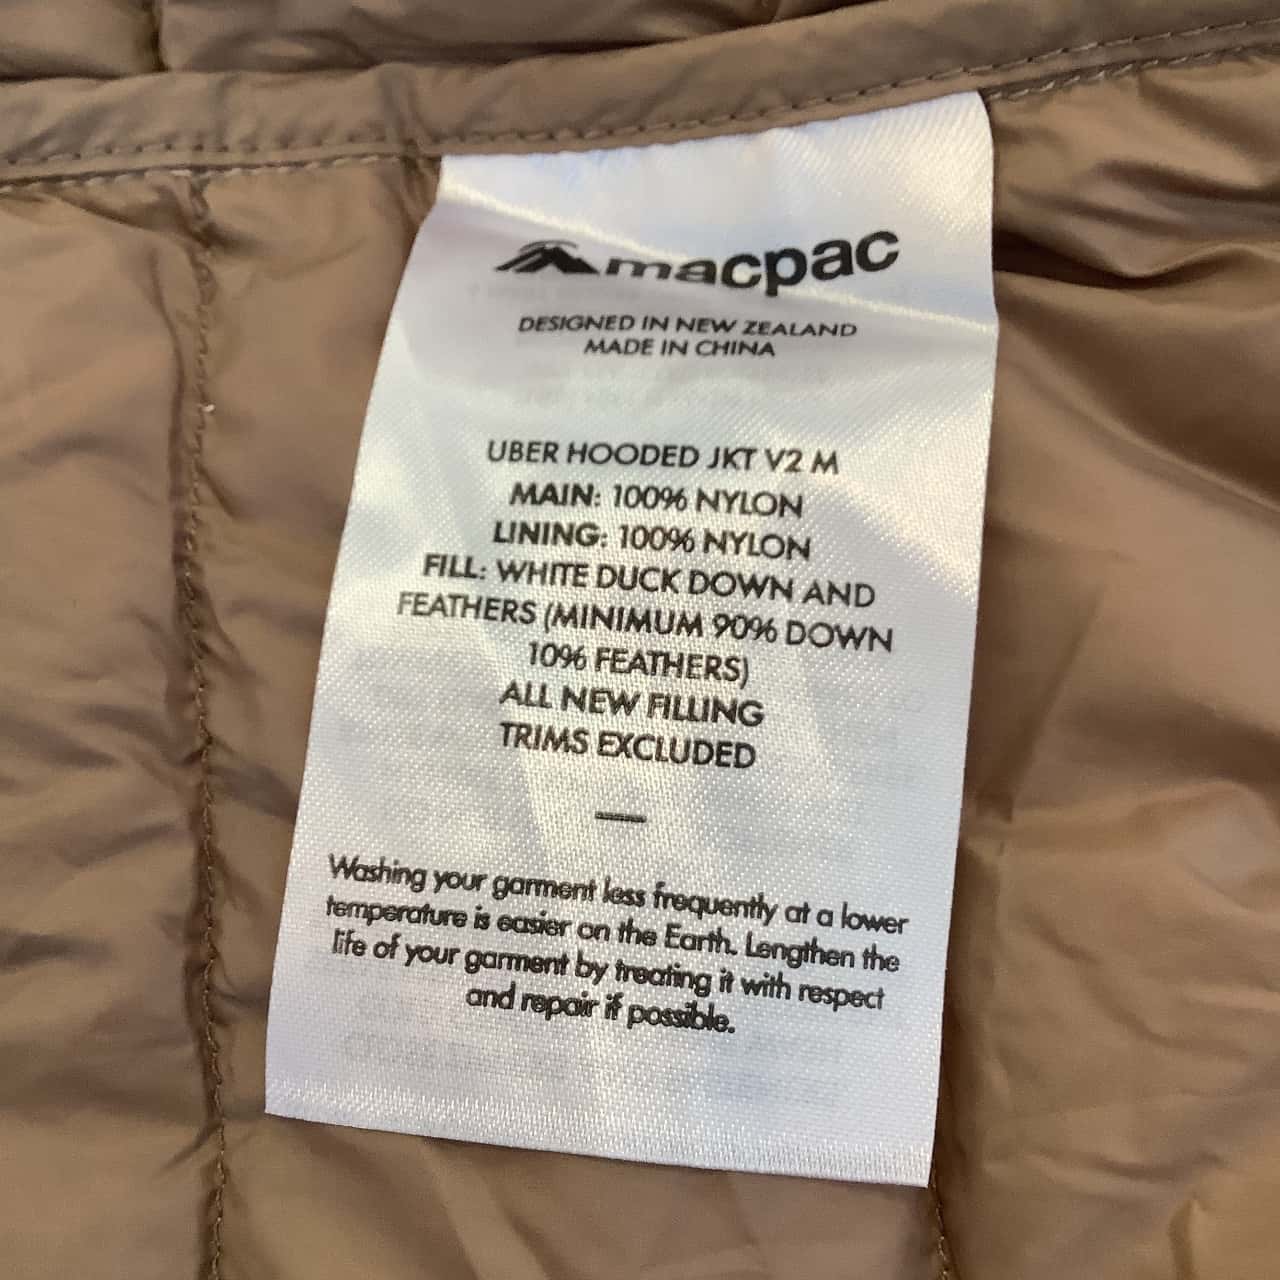 macpac
DESIGNED IN NEW ZEALAND
MADE IN CHINA
UBER HOODED JKT V2 M
MAIN: 100% NYLON
LINING: 100% NYLON
FILL: WHITE DUCK DOWN AND
FEATHERS (MINIMUM 90% DOWN
10% FEATHERS)
ALL NEW FILLING
TRIMS EXCLUDED
Washing your garment less frequently at a lower
temperature is easier on the Earth. Lengthen the
life of your garment by treating it with respect
and repair if possible.